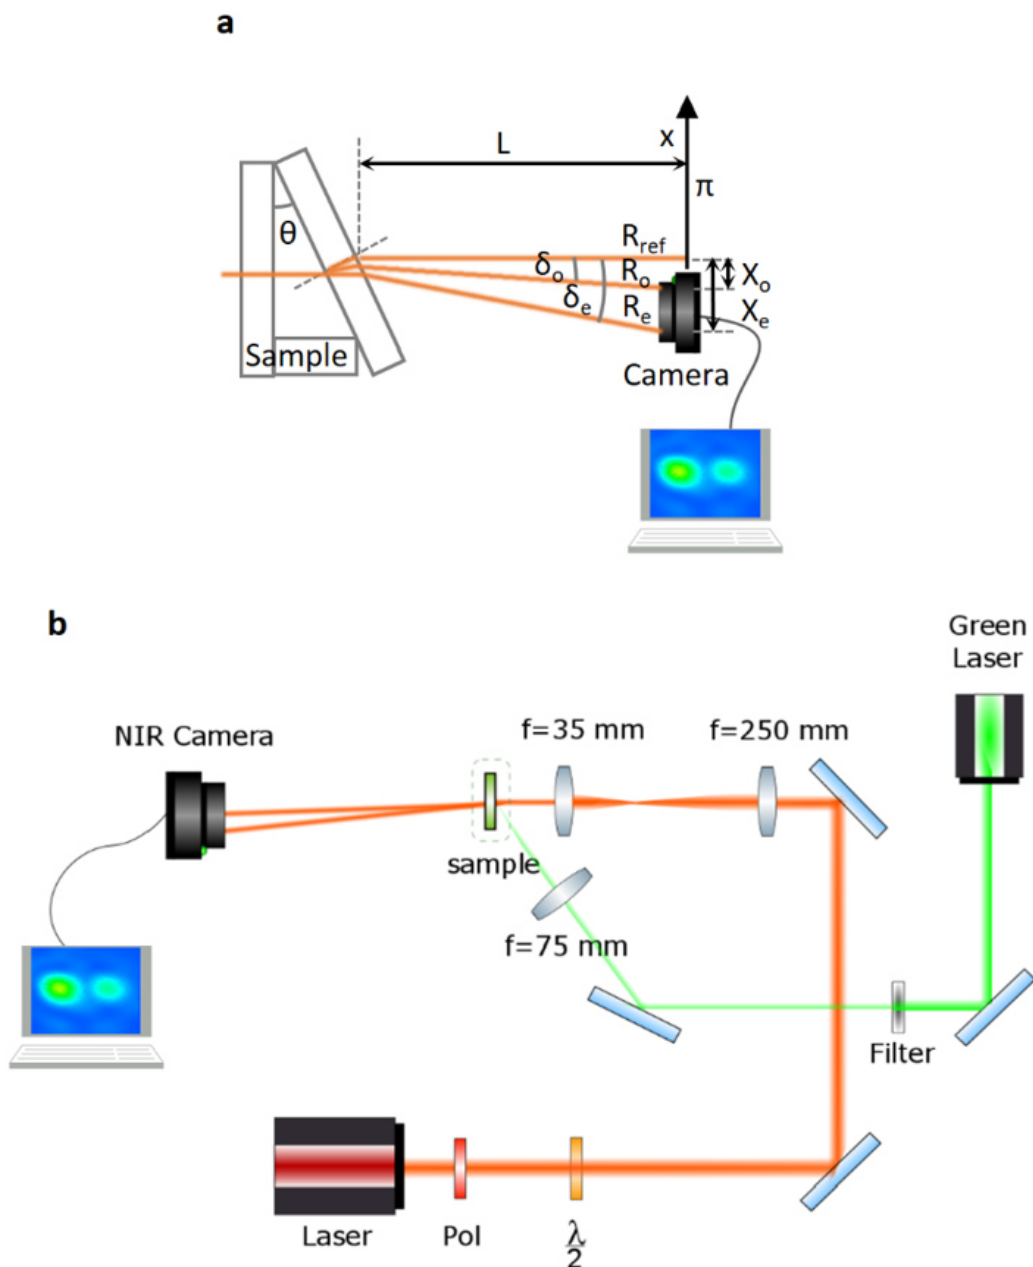 a
L
x
π
θ
R_ref
δ_o
R_o
X_o
δ_e
R_e
X_e
Sample
Camera
b
Green
Laser
NIR Camera
f=35 mm
f=250 mm
sample
f=75 mm
Filter
Laser
Pol
λ
2